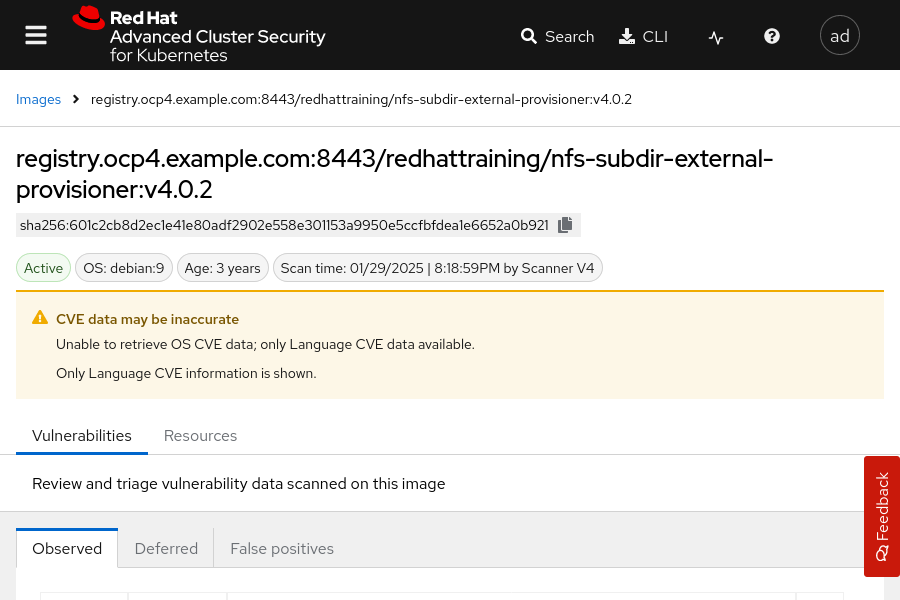 Red Hat
Advanced Cluster Security
for Kubernetes
Search
CLI
ad
Images
registry.ocp4.example.com:8443/redhattraining/nfs-subdir-external-provisioner:v4.0.2
registry.ocp4.example.com:8443/redhattraining/nfs-subdir-external-
provisioner:v4.0.2
sha256:601c2cb8d2ec1e41e80adf2902e558e301153a9950e5ccfbfdea1e6652a0b921
Active
OS: debian:9
Age: 3 years
Scan time: 01/29/2025 | 8:18:59PM by Scanner V4
CVE data may be inaccurate
Unable to retrieve OS CVE data; only Language CVE data available.
Only Language CVE information is shown.
Vulnerabilities
Resources
Review and triage vulnerability data scanned on this image
Feedback
Observed
Deferred
False positives